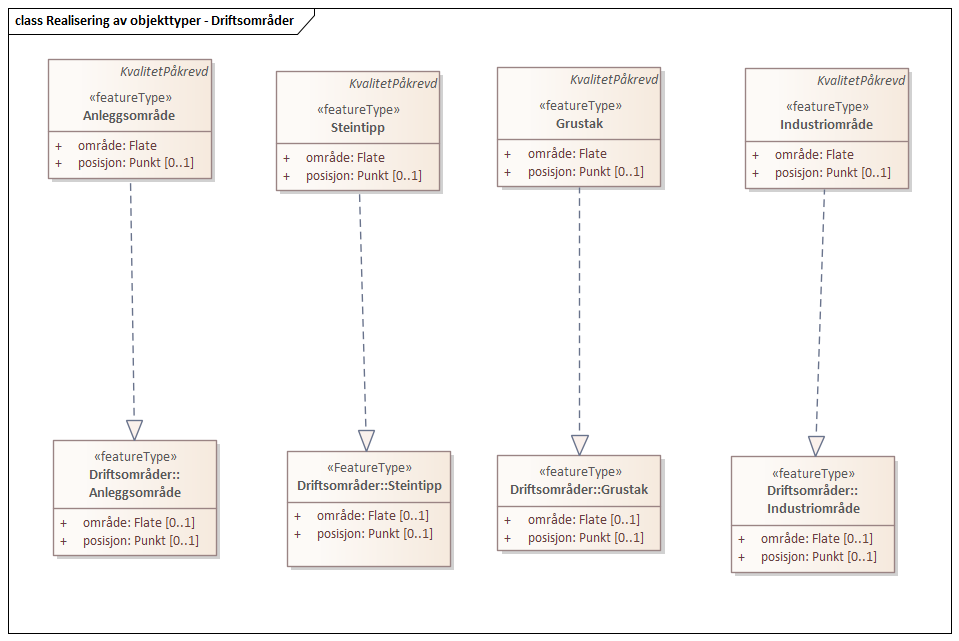 class Realisering av objekttyper - Driftsområder
KvalitetPåkrevd
«featureType»
Anleggsområde
+ område: Flate
+ posisjon: Punkt [0..1]
KvalitetPåkrevd
«featureType»
Steintipp
+ område: Flate
+ posisjon: Punkt [0..1]
KvalitetPåkrevd
«featureType»
Grustak
+ område: Flate
+ posisjon: Punkt [0..1]
KvalitetPåkrevd
«featureType»
Industriområde
+ område: Flate
+ posisjon: Punkt [0..1]
«featureType»
Driftsområder::
Anleggsområde
+ område: Flate [0..1]
+ posisjon: Punkt [0..1]
«FeatureType»
Driftsområder::Steintipp
+ område: Flate [0..1]
+ posisjon: Punkt [0..1]
«featureType»
Driftsområder::Grustak
+ område: Flate [0..1]
+ posisjon: Punkt [0..1]
«featureType»
Driftsområder::
Industriområde
+ område: Flate [0..1]
+ posisjon: Punkt [0..1]